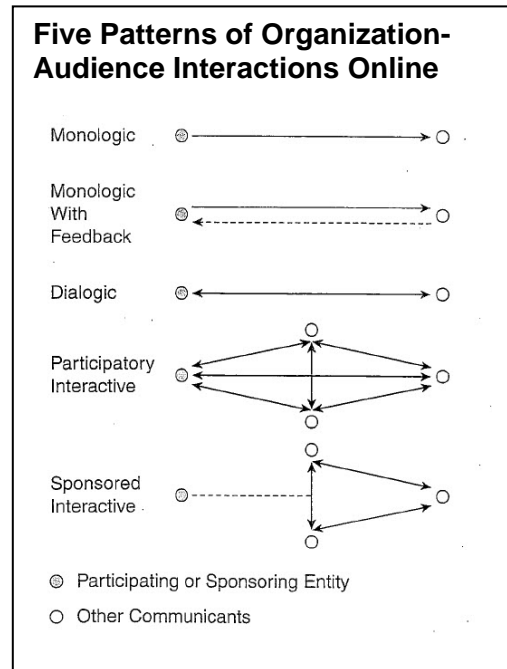 Five Patterns of Organization-
Audience Interactions Online
Monologic
Monologic
With
Feedback
Dialogic
Participatory
Interactive
Sponsored
Interactive
Participating or Sponsoring Entity
Other Communicants